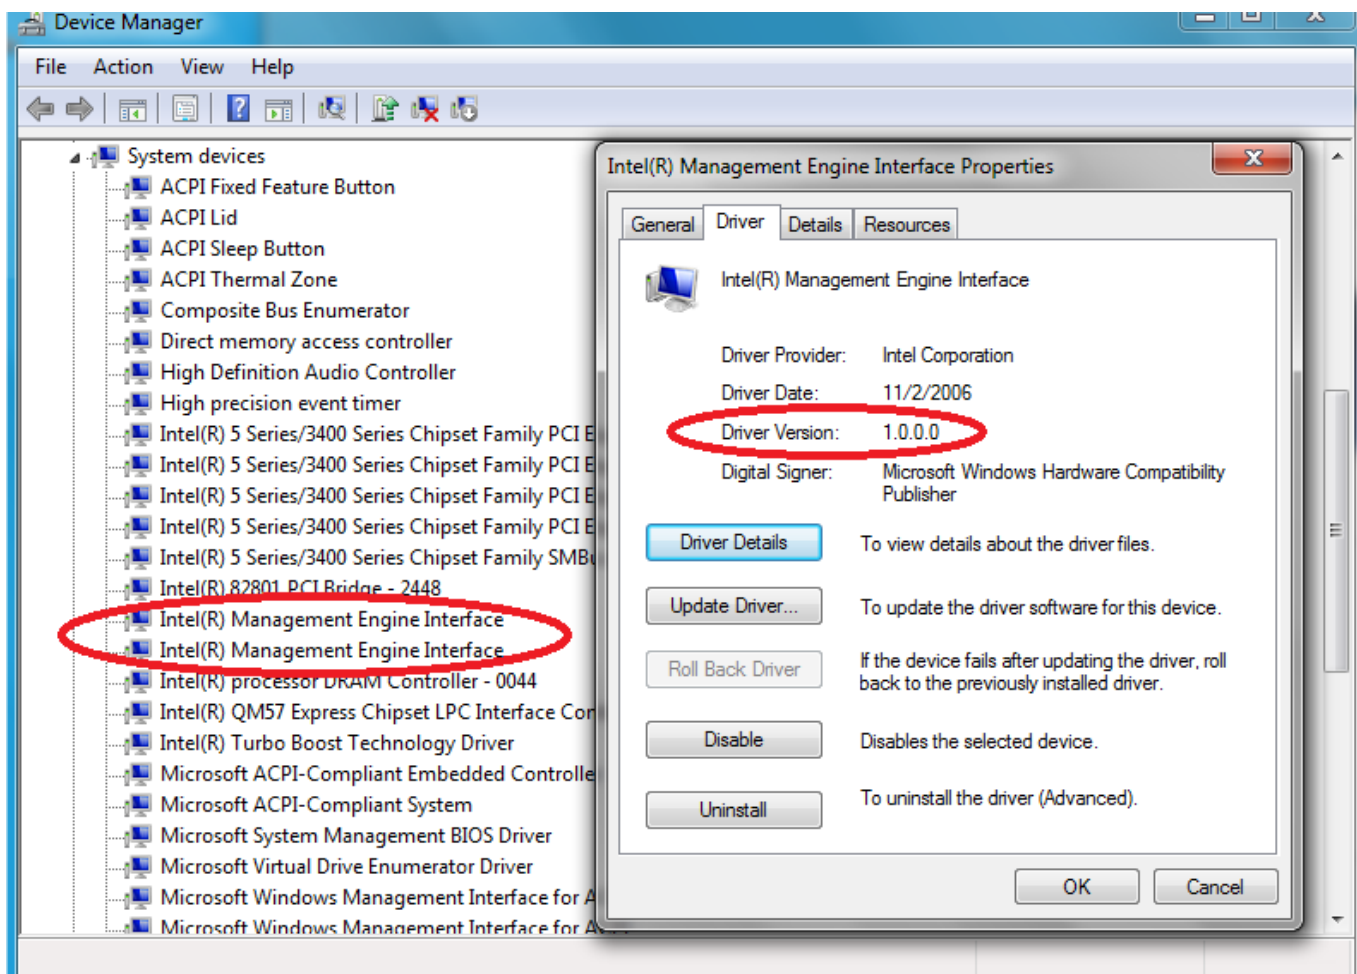 Device Manager
File Action View Help
System devices
ACPI Fixed Feature Button
ACPI Lid
ACPI Sleep Button
ACPI Thermal Zone
Composite Bus Enumerator
Direct memory access controller
High Definition Audio Controller
High precision event timer
Intel(R) 5 Series/3400 Series Chipset Family PCI E
Intel(R) 5 Series/3400 Series Chipset Family PCI E
Intel(R) 5 Series/3400 Series Chipset Family PCI E
Intel(R) 5 Series/3400 Series Chipset Family PCI E
Intel(R) 5 Series/3400 Series Chipset Family SMBu
Intel(R) 82801 PCI Bridge - 2448
Intel(R) Management Engine Interface
Intel(R) Management Engine Interface
Intel(R) processor DRAM Controller - 0044
Intel(R) QM57 Express Chipset LPC Interface Con
Intel(R) Turbo Boost Technology Driver
Microsoft ACPI-Compliant Embedded Controlle
Microsoft ACPI-Compliant System
Microsoft System Management BIOS Driver
Microsoft Virtual Drive Enumerator Driver
Microsoft Windows Management Interface for A
Microsoft Windows Management Interface for
Intel(R) Management Engine Interface Properties
General Driver Details Resources
Intel(R) Management Engine Interface
Driver Provider: Intel Corporation
Driver Date: 11/2/2006
Driver Version: 1.0.0.0
Digital Signer: Microsoft Windows Hardware Compatibility
Publisher
Driver Details To view details about the driver files.
Update Driver... To update the driver software for this device.
Roll Back Driver If the device fails after updating the driver, roll
back to the previously installed driver.
Disable Disables the selected device.
Uninstall To uninstall the driver (Advanced).
OK Cancel